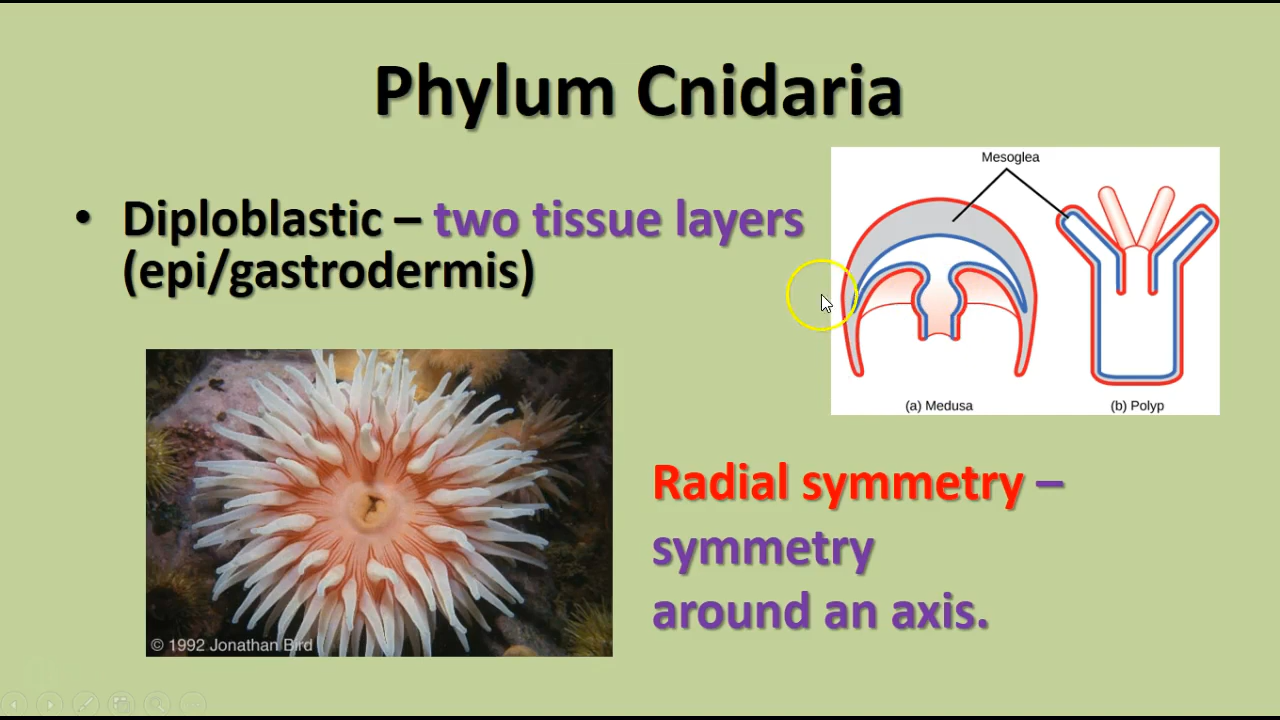 Phylum Cnidaria
• Diploblastic – two tissue layers
(epi/gastrodermis)
Mesoglea
(a) Medusa
(b) Polyp
Radial symmetry –
symmetry
around an axis.
© 1992 Jonathan Bird